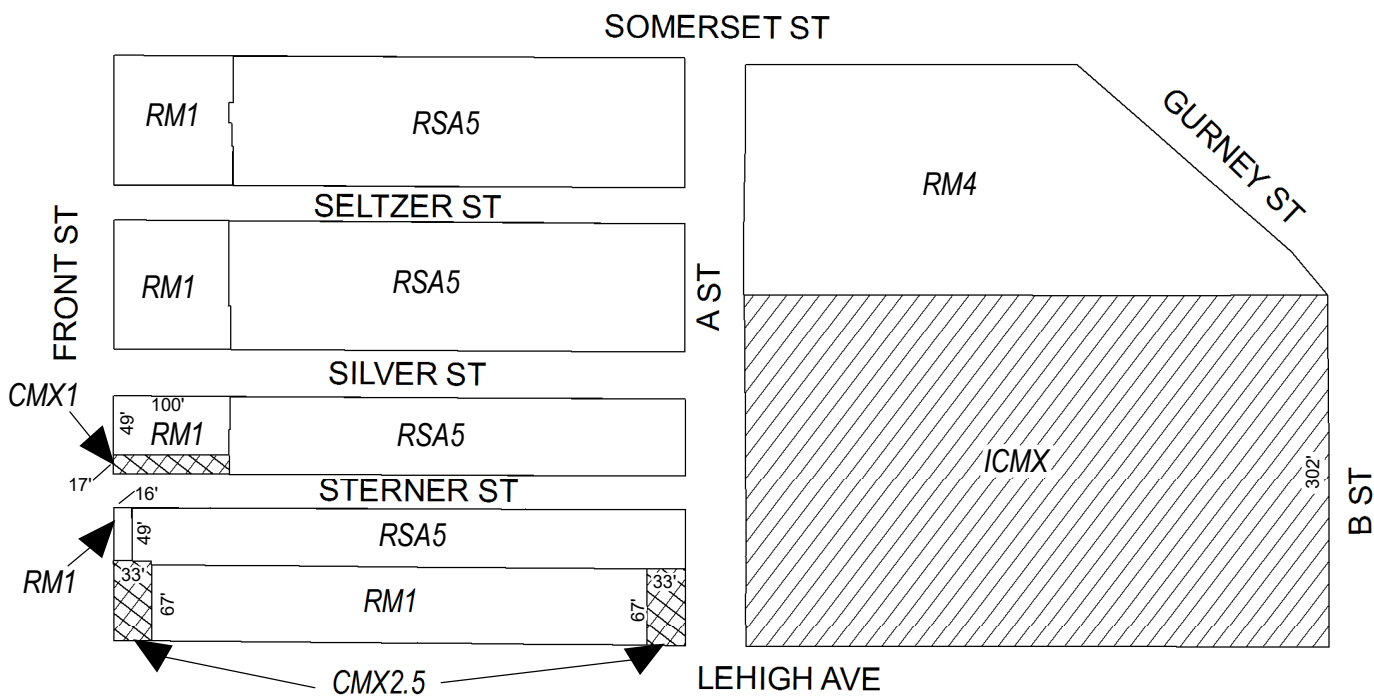 SOMERSET ST
RM1
RSA5
RM4
GURNEY ST
SELTZER ST
FRONT ST
RM1
RSA5
A ST
SILVER ST
CMX1
49'
100'
RM1
RSA5
17'
ICMX
302'
B ST
STERNER ST
16'
49'
RSA5
RM1
33'
67'
RM1
67'
33'
CMX2.5
LEHIGH AVE